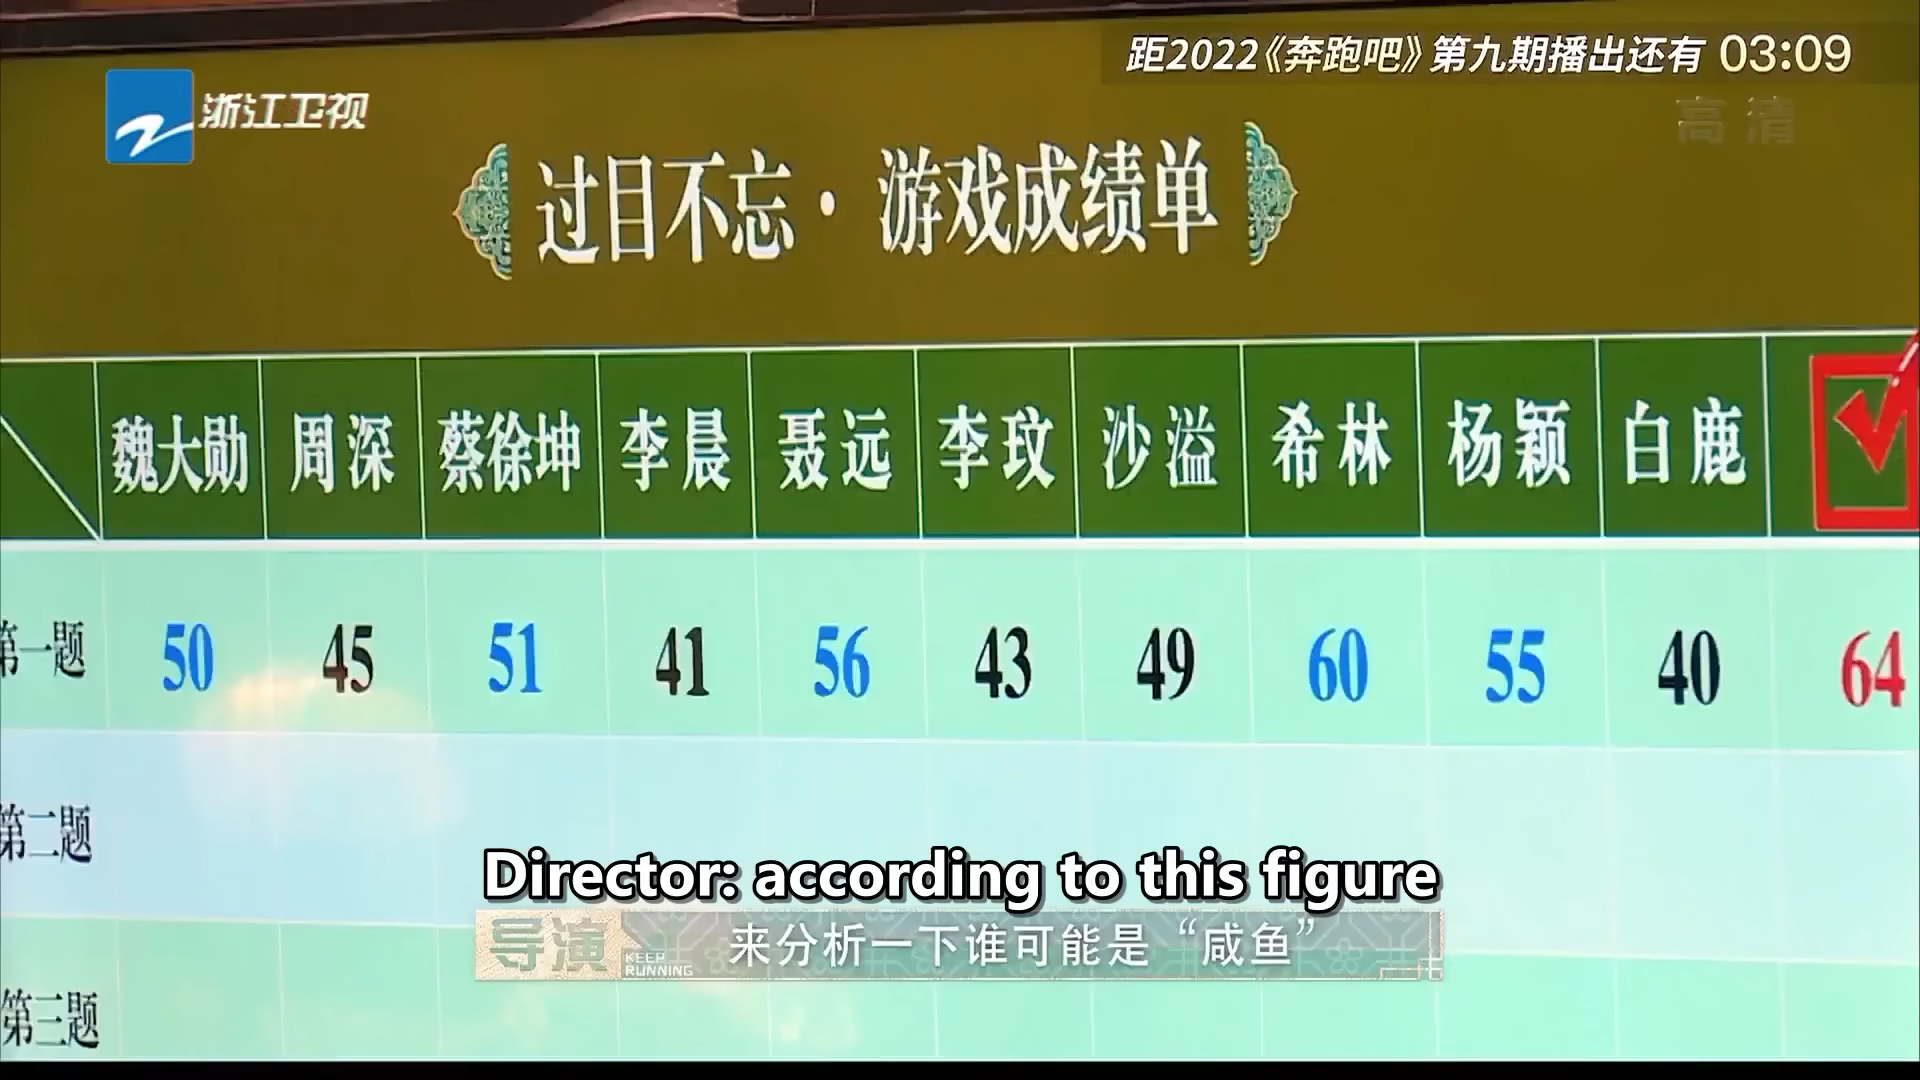 距2022《奔跑吧》第九期播出还有 03:09
浙江卫视
高清
过目不忘·游戏成绩单
魏大勋 周深 蔡徐坤 李晨 聂远 李玟 沙溢 希林 杨颖 白鹿
第一题 50 45 51 41 56 43 49 60 55 40 64
第二题
Director: according to this figure
导演 KEEP RUNNING 来分析一下谁可能是“咸鱼”
第三题